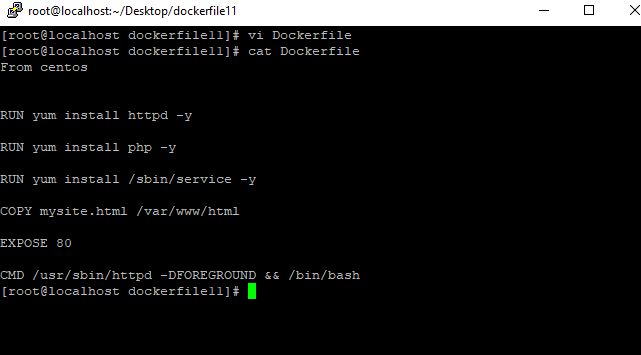 root@localhost:~/Desktop/dockerfile11
[root@localhost dockerfile11]# vi Dockerfile
[root@localhost dockerfile11]# cat Dockerfile
From centos
RUN yum install httpd -y
RUN yum install php -y
RUN yum install /sbin/service -y
COPY mysite.html /var/www/html
EXPOSE 80
CMD /usr/sbin/httpd -DFOREGROUND && /bin/bash
[root@localhost dockerfile11]#